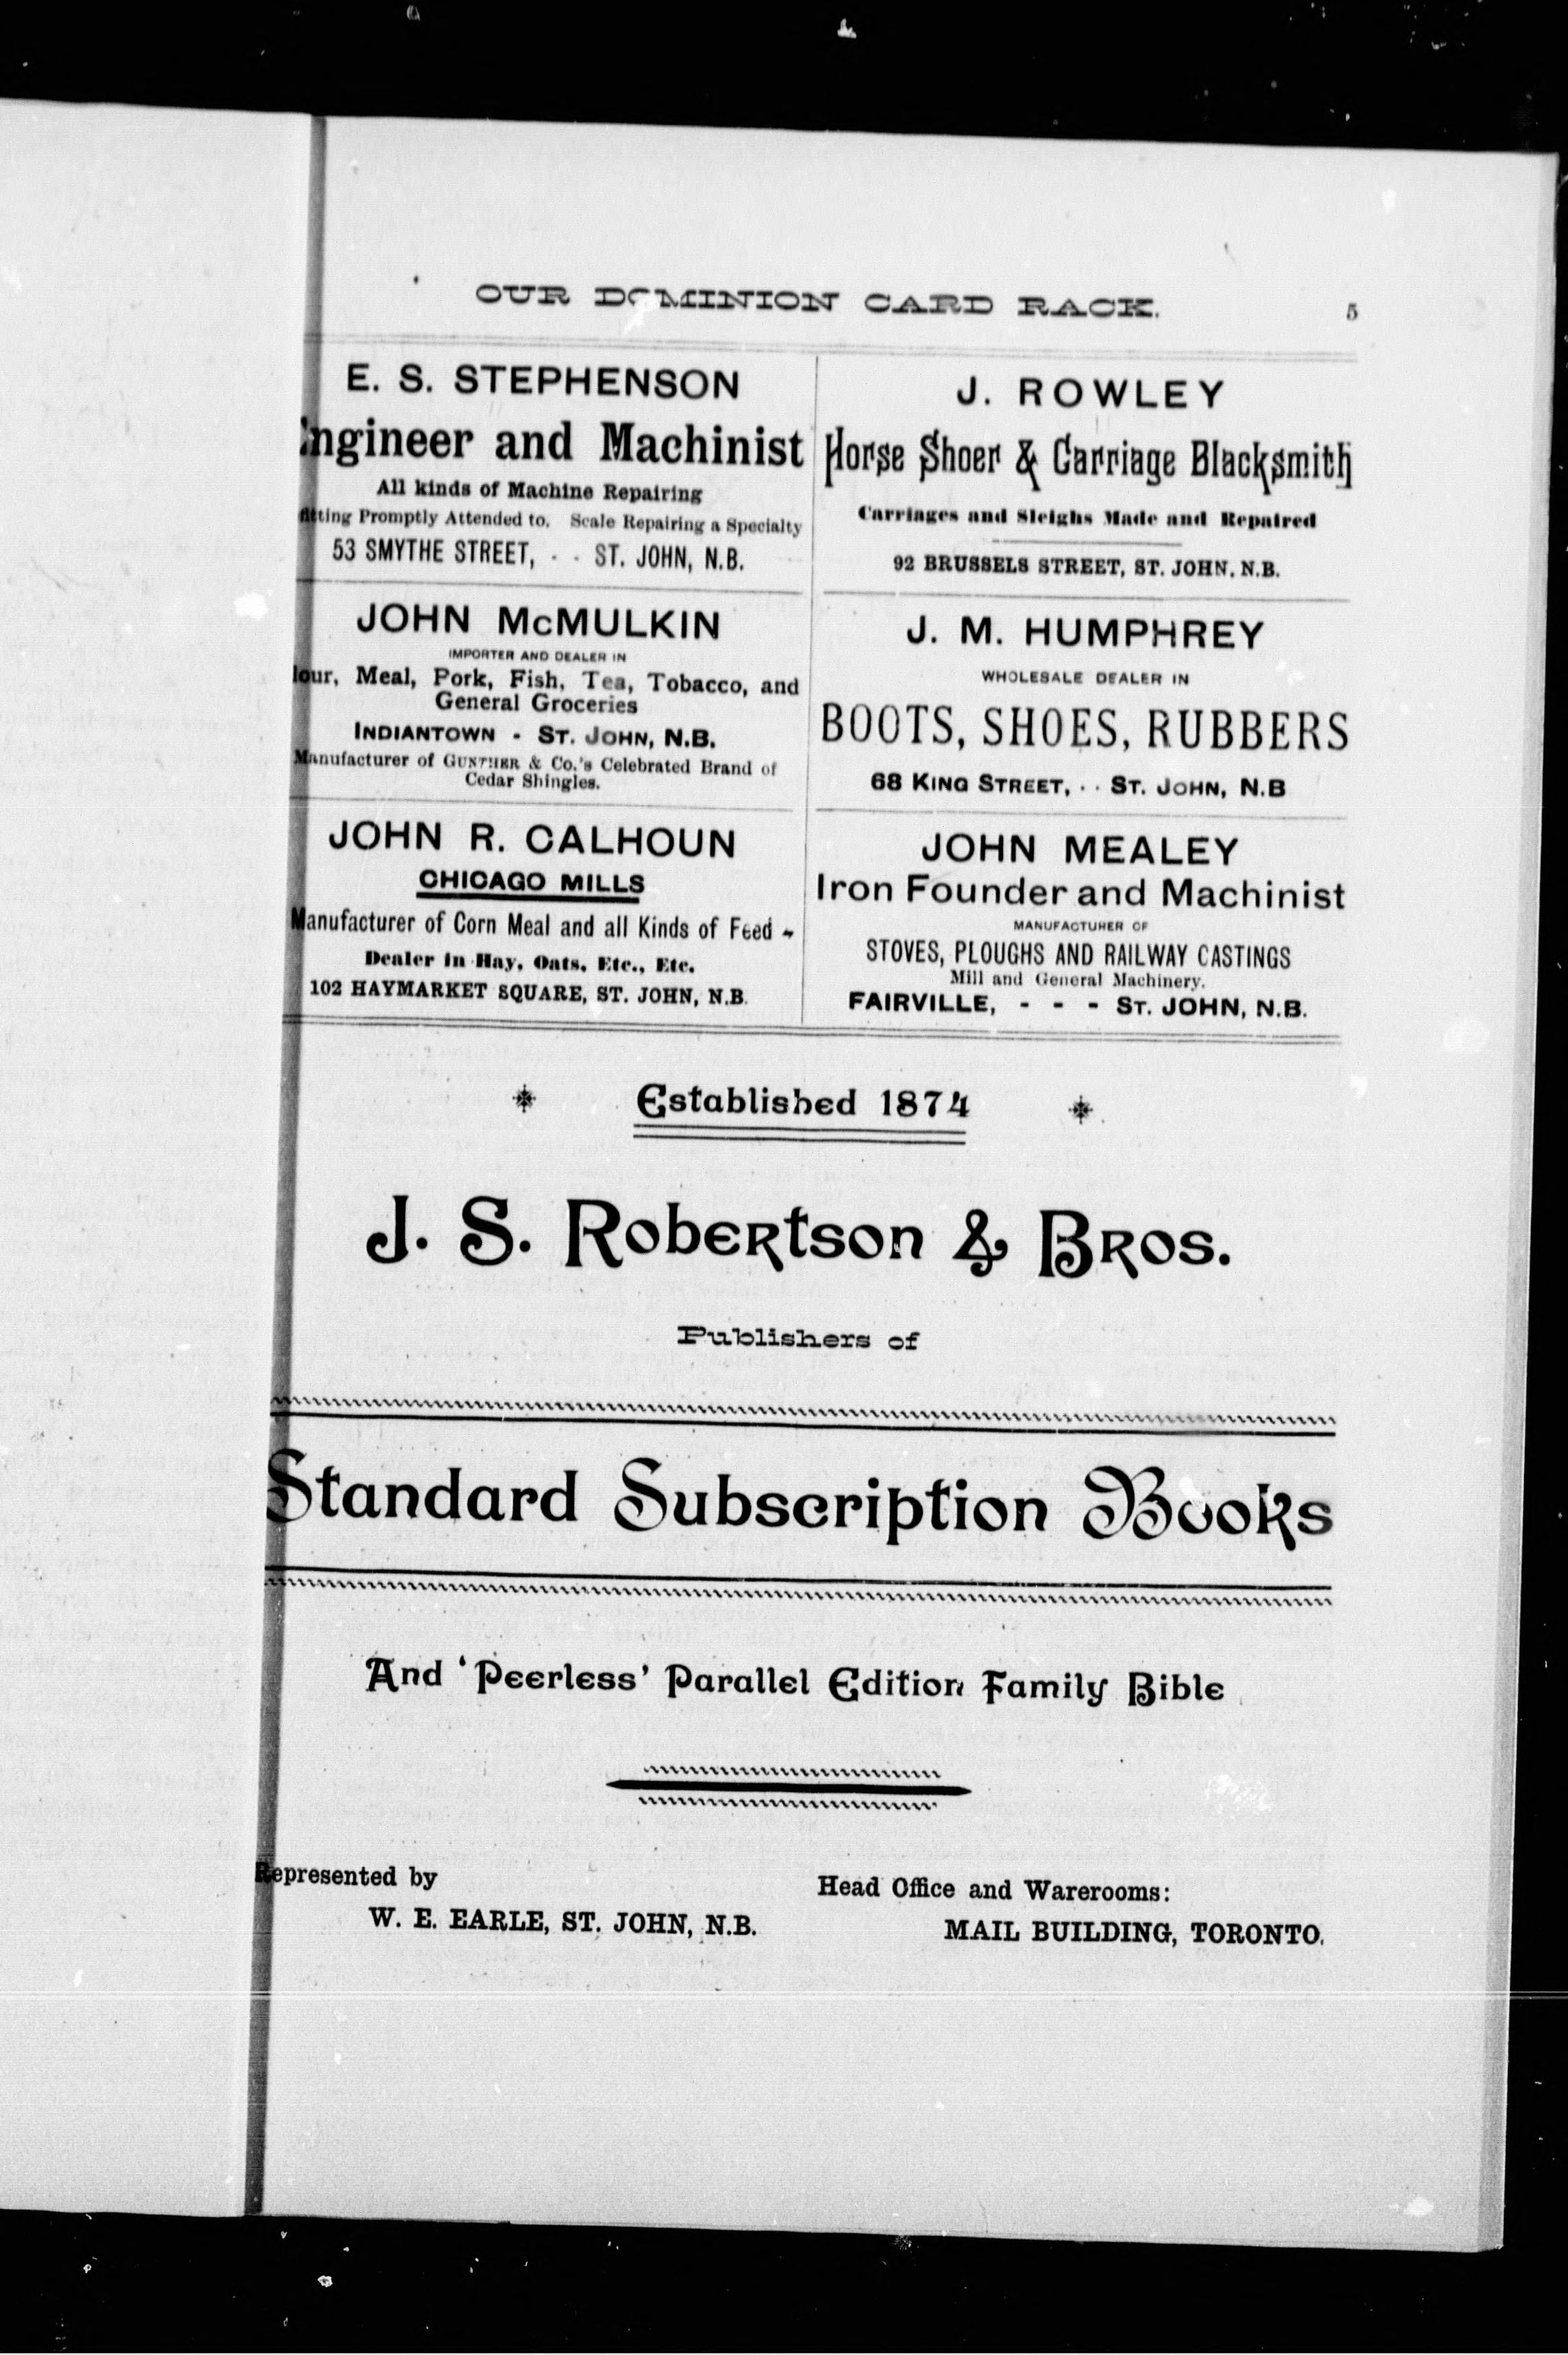 OUR DOMINION CARD RACK. 5
E. S. STEPHENSON
Engineer and Machinist
All kinds of Machine Repairing
Promptly Attended to. Scale Repairing a Specialty
53 SMYTHE STREET, - - ST. JOHN, N.B.
J. ROWLEY
Horse Shoer & Carriage Blacksmith
Carriages and Sleighs Made and Repaired
92 BRUSSELS STREET, ST. JOHN, N.B.
JOHN McMULKIN
IMPORTER AND DEALER IN
Flour, Meal, Pork, Fish, Tea, Tobacco, and
General Groceries
INDIANTOWN - ST. JOHN, N.B.
Manufacturer of GUNTHER & Co.'s Celebrated Brand of
Cedar Shingles.
J. M. HUMPHREY
WHOLESALE DEALER IN
BOOTS, SHOES, RUBBERS
68 KING STREET, - - ST. JOHN, N.B
JOHN R. CALHOUN
CHICAGO MILLS
Manufacturer of Corn Meal and all Kinds of Feed -
Dealer in Hay, Oats, Etc., Etc.
102 HAYMARKET SQUARE, ST. JOHN, N.B.
JOHN MEALEY
Iron Founder and Machinist
MANUFACTURER OF
STOVES, PLOUGHS AND RAILWAY CASTINGS
Mill and General Machinery.
FAIRVILLE, - - - ST. JOHN, N.B.
Established 1874
J. S. Robertson & Bros.
Publishers of
Standard Subscription Books
And 'Peerless' Parallel Edition Family Bible
Represented by
W. E. EARLE, ST. JOHN, N.B.
Head Office and Warerooms:
MAIL BUILDING, TORONTO.